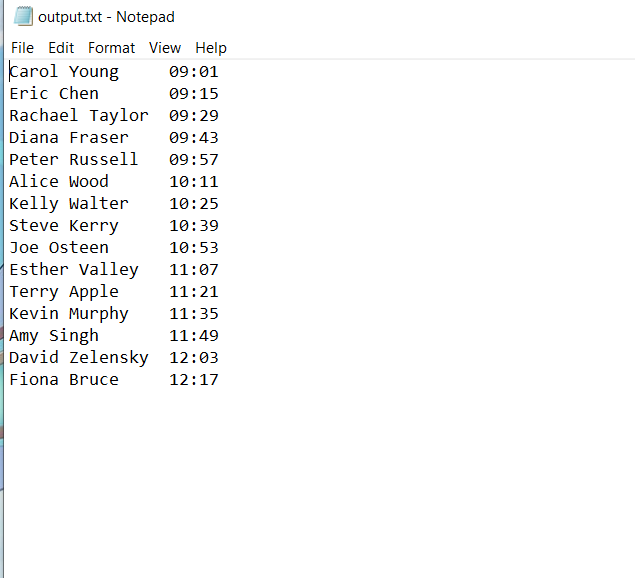 output.txt - Notepad
File Edit Format View Help
Carol Young 09:01
Eric Chen 09:15
Rachael Taylor 09:29
Diana Fraser 09:43
Peter Russell 09:57
Alice Wood 10:11
Kelly Walter 10:25
Steve Kerry 10:39
Joe Osteen 10:53
Esther Valley 11:07
Terry Apple 11:21
Kevin Murphy 11:35
Amy Singh 11:49
David Zelensky 12:03
Fiona Bruce 12:17